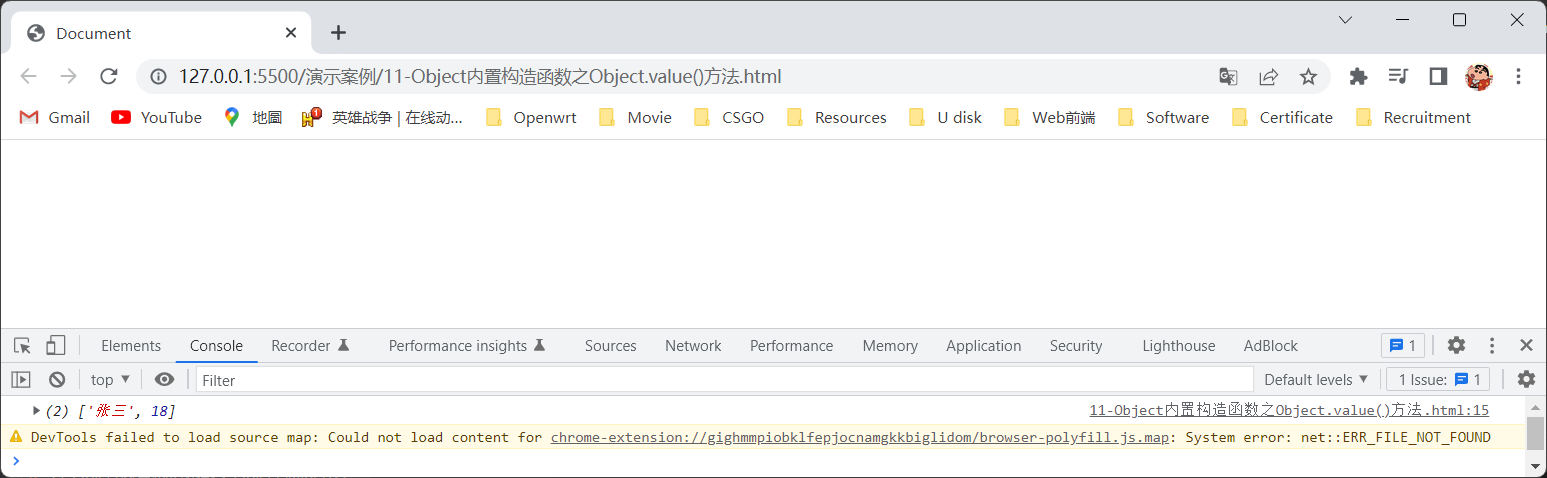 Document
127.0.0.1:5500/演示案例/11-Object内置构造函数之Object.value()方法.html
Gmail YouTube 地圖 1 英雄战争 | 在线动... Openwrt Movie CSGO Resources U disk Web前端 Software Certificate Recruitment
Elements Console Recorder Performance insights Sources Network Performance Memory Application Security Lighthouse AdBlock 1
top Filter Default levels 1 Issue: 1
(2) ['张三', 18] 11-Object内置构造函数之Object.value()方法.html:15
DevTools failed to load source map: Could not load content for chrome-extension://gighmmpiobklfepjocnamgkkbiglidom/browser-polyfill.js.map: System error: net::ERR_FILE_NOT_FOUND